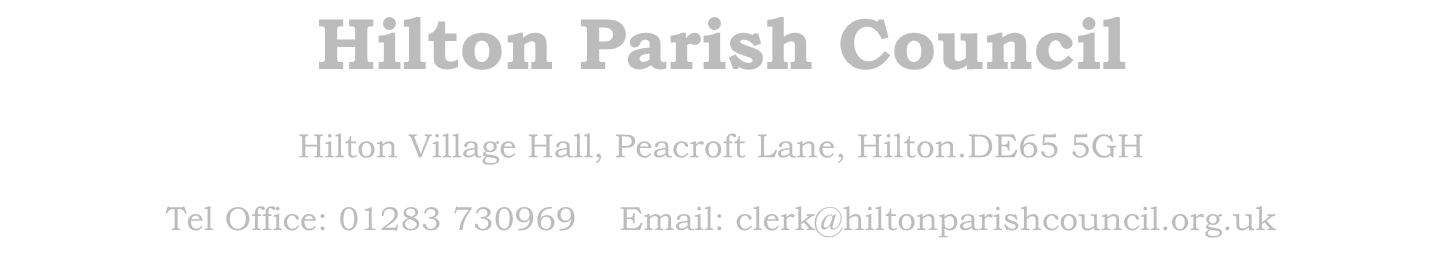 Hilton Parish Council
Hilton Village Hall, Peacroft Lane, Hilton.DE65 5GH
Tel Office: 01283 730969    Email: clerk@hiltonparishcouncil.org.uk